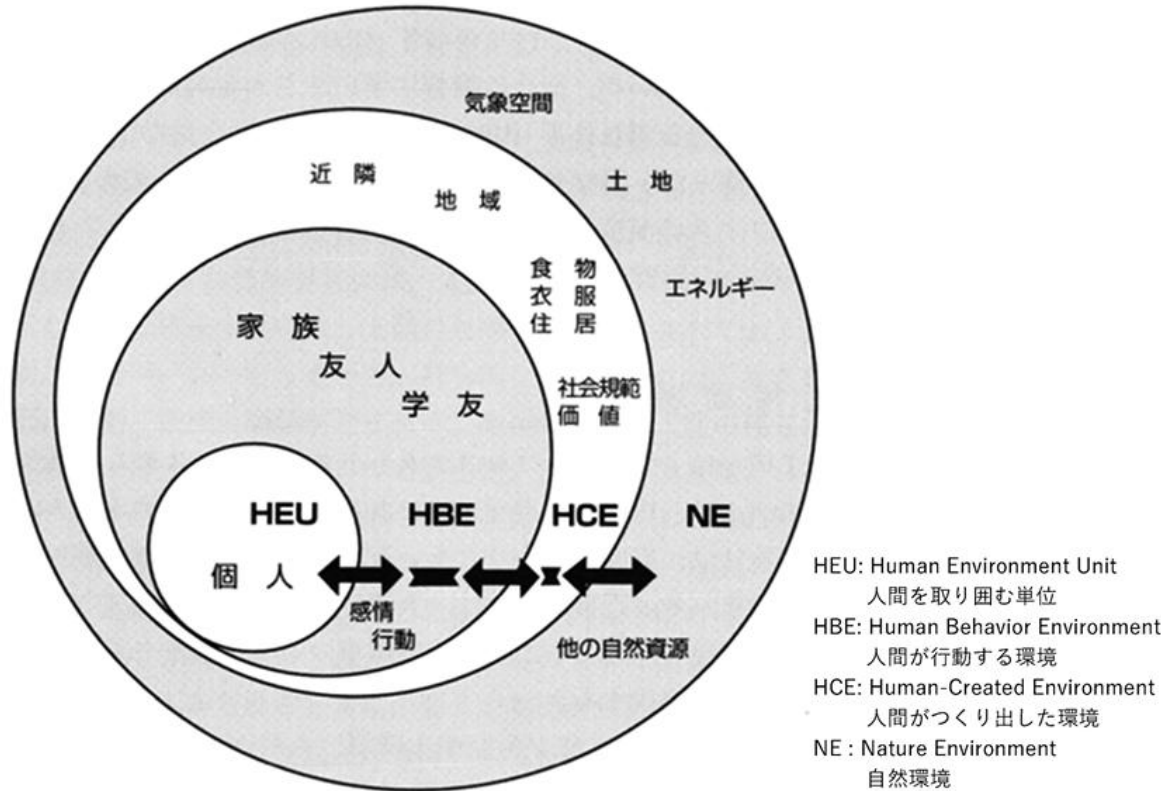 気象空間
近 隣
土 地
地 域
食 物
衣 服
住 居
エネルギー
家 族
友 人
学 友
社会規範
価 値
HEU HBE HCE NE
個 人
感情
行動
他の自然資源
HEU: Human Environment Unit
人間を取り囲む単位
HBE: Human Behavior Environment
人間が行動する環境
HCE: Human-Created Environment
人間がつくり出した環境
NE : Nature Environment
自然環境